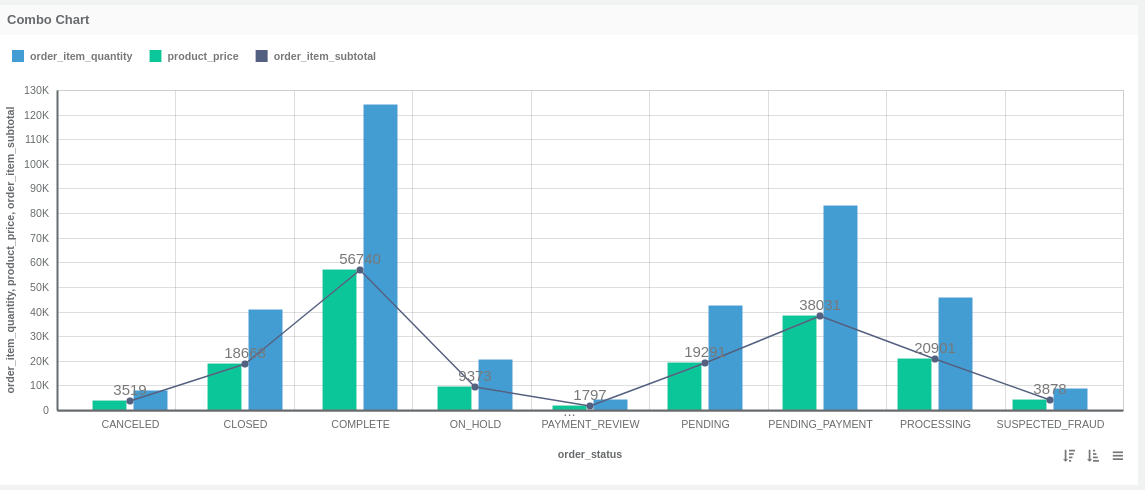 Combo Chart
order_item_quantity product_price order_item_subtotal
order_item_quantity, product_price, order_item_subtotal
130K
120K
110K
100K
90K
80K
70K
60K
50K
40K
30K
20K
10K
0
3519
56740
9373
1797
19291
38031
20901
3878
...
CANCELED CLOSED COMPLETE ON_HOLD PAYMENT_REVIEW PENDING PENDING_PAYMENT PROCESSING SUSPECTED_FRAUD
order_status